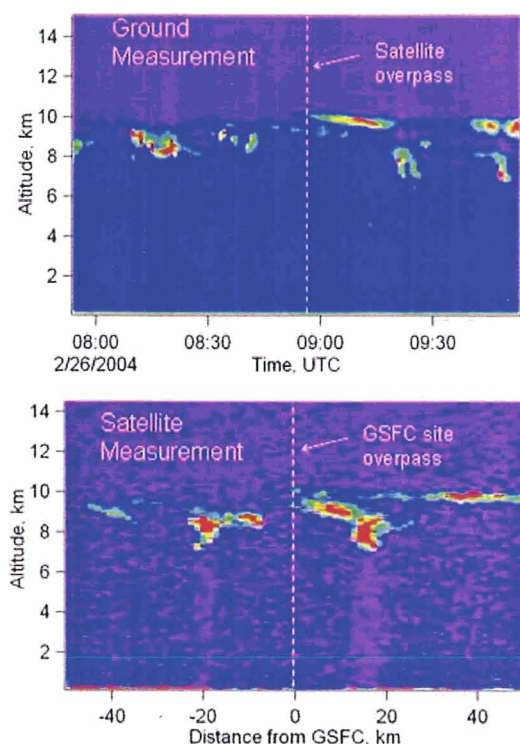 Ground
Measurement
Satellite
overpass
14
12
10
8
6
4
2
Altitude, km
08:00
08:30
09:00
09:30
2/26/2004
Time, UTC
Satellite
Measurement
GSFC site
overpass
14
12
10
8
6
4
2
Altitude, km
-40
-20
0
20
40
Distance from GSFC, km